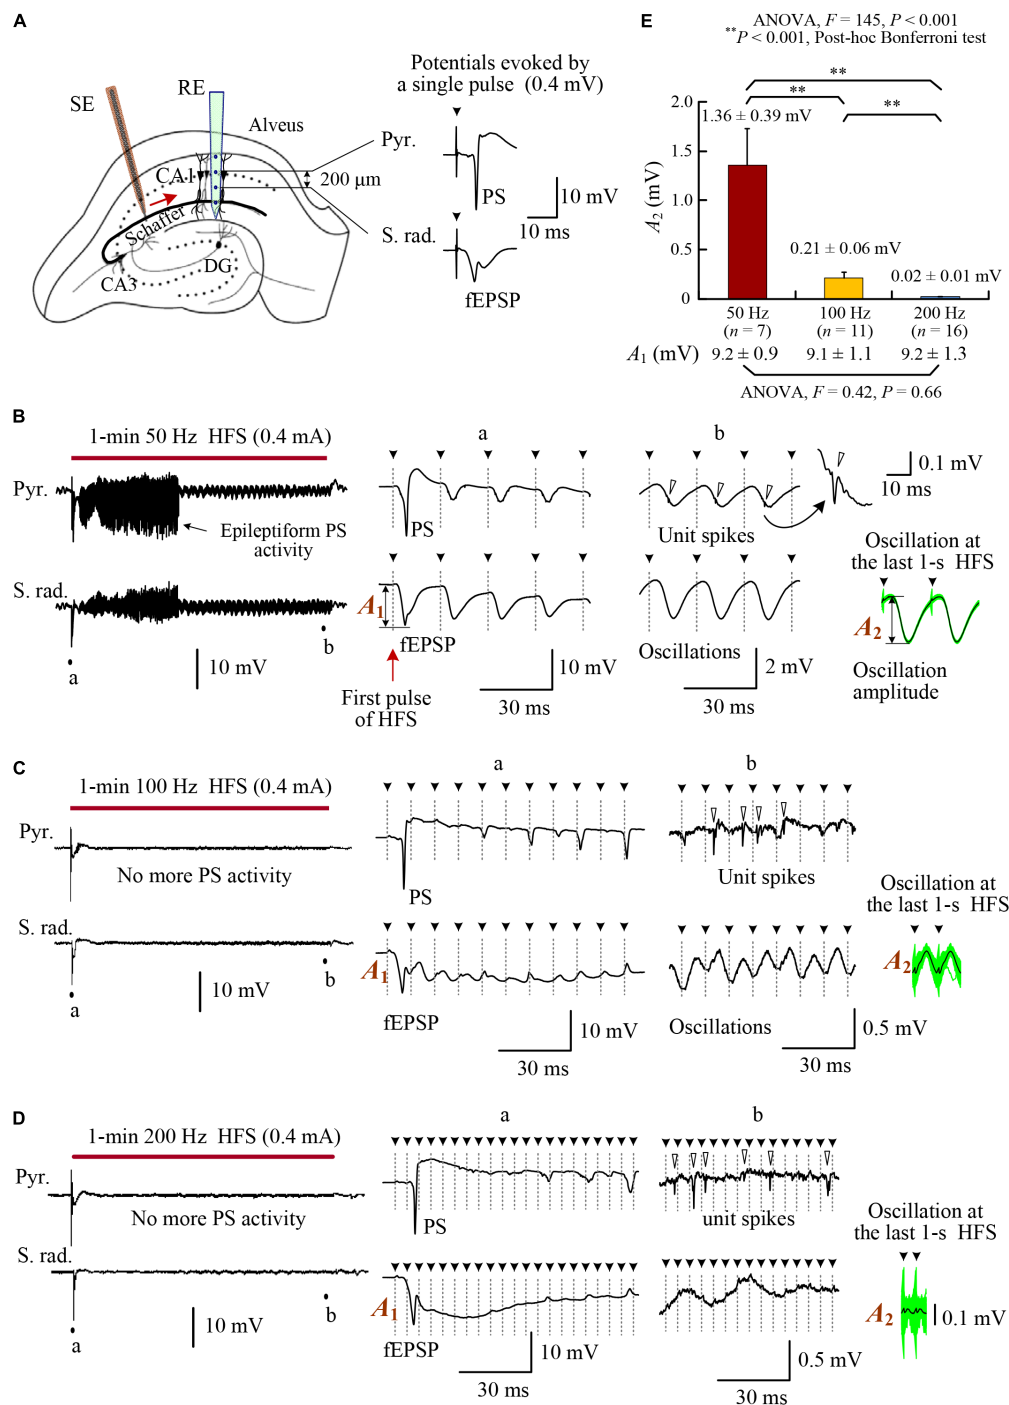 A
Potentials evoked by
a single pulse (0.4 mV)
SE
RE
Alveus
Pyr.
CA1
200 μm
PS
10 mV
10 ms
Schaffer
S. rad.
DG
CA3
fEPSP
E
ANOVA, F = 145, P < 0.001
**P < 0.001, Post-hoc Bonferroni test
**
**
**
2.0
1.36 ± 0.39 mV
1.5
A2 (mV)
1.0
0.5
0.21 ± 0.06 mV
0.02 ± 0.01 mV
0
50 Hz 100 Hz 200 Hz
(n = 7) (n = 11) (n = 16)
A1 (mV) 9.2 ± 0.9 9.1 ± 1.1 9.2 ± 1.3
ANOVA, F = 0.42, P = 0.66
B
1-min 50 Hz HFS (0.4 mA)
a
b
0.1 mV
10 ms
Pyr.
Epileptiform PS
activity
PS
Unit spikes
Oscillation at
the last 1-s HFS
S. rad.
A1
fEPSP
Oscillations
A2
Oscillation
amplitude
a
b
10 mV
First pulse
of HFS
10 mV
30 ms
2 mV
30 ms
C
1-min 100 Hz HFS (0.4 mA)
a
b
Pyr.
No more PS activity
PS
Unit spikes
Oscillation at
the last 1-s HFS
S. rad.
A1
A2
a
b
10 mV
fEPSP
10 mV
30 ms
Oscillations
0.5 mV
30 ms
D
1-min 200 Hz HFS (0.4 mA)
a
b
Pyr.
No more PS activity
PS
unit spikes
Oscillation at
the last 1-s HFS
S. rad.
A1
A2
0.1 mV
a
b
10 mV
fEPSP
10 mV
30 ms
0.5 mV
30 ms